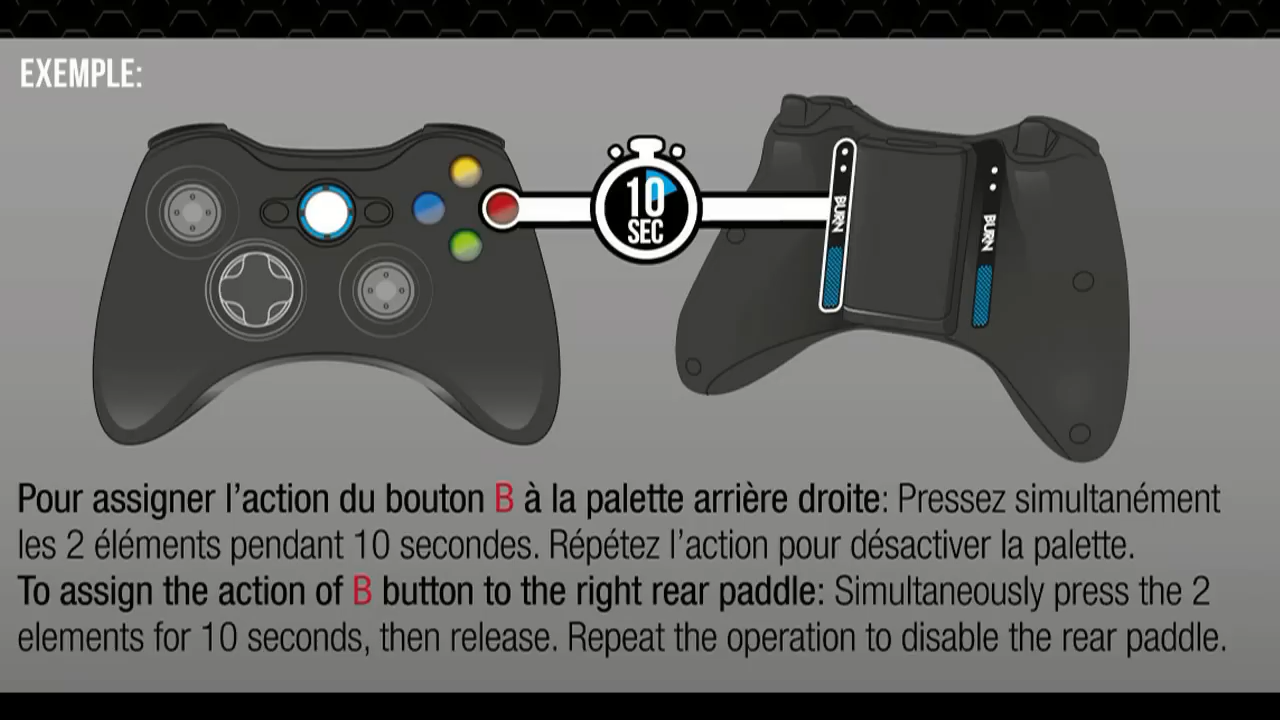 EXEMPLE:
10
SEC
BURN
BURN
Pour assigner l'action du bouton B à la palette arrière droite: Pressez simultanément
les 2 éléments pendant 10 secondes. Répétez l'action pour désactiver la palette.
To assign the action of B button to the right rear paddle: Simultaneously press the 2
elements for 10 seconds, then release. Repeat the operation to disable the rear paddle.